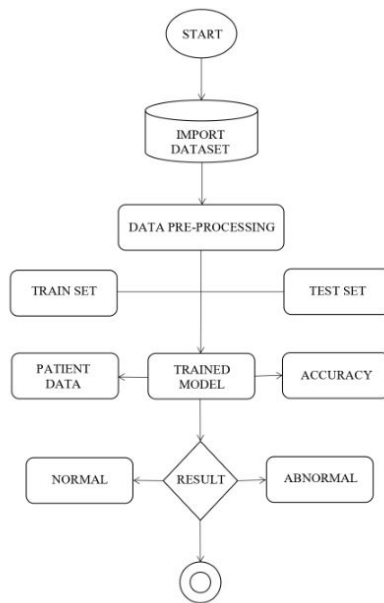 START
IMPORT
DATASET
DATA PRE-PROCESSING
TRAIN SET
TEST SET
PATIENT
DATA
TRAINED
MODEL
ACCURACY
NORMAL
RESULT
ABNORMAL